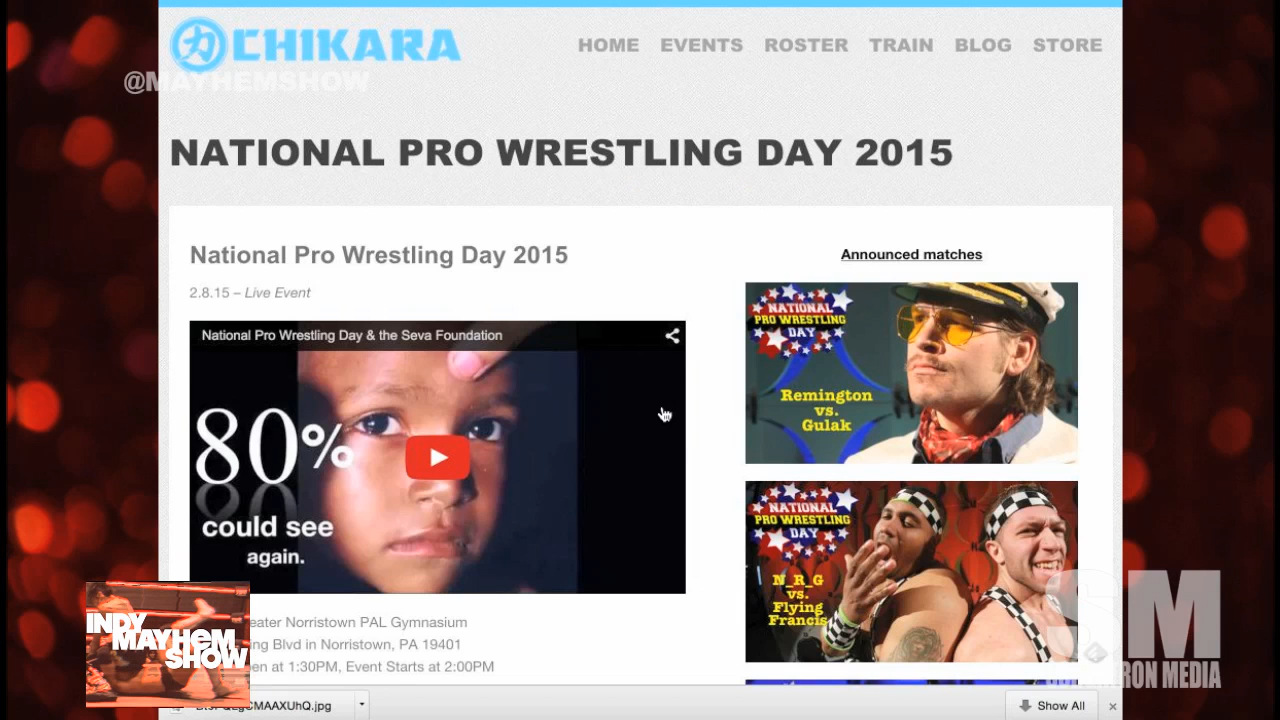 CHIKARA
HOME EVENTS ROSTER TRAIN BLOG STORE
@MAYHEMSHOW
NATIONAL PRO WRESTLING DAY 2015
National Pro Wrestling Day 2015
2.8.15 – Live Event
National Pro Wrestling Day & the Seva Foundation
80%
could see
again.
Announced matches
NATIONAL
PRO WRESTLING
DAY
Remington
vs.
Gulak
NATIONAL
PRO WRESTLING
DAY
N_R_G
vs.
Flying
Francis
Norristown PAL Gymnasium
Blvd in Norristown, PA 19401
at 1:30PM, Event Starts at 2:00PM
INDY
MAYHEM
SHOW
SM
MEDIA
Show All